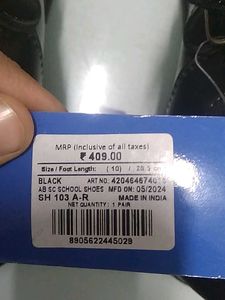 MRP (Inclusive of all taxes)
₹ 409.00
Size / Foot Length: (10) /
BLACK ART NO:
AB SC SCHOOL SHOES MFD ON: 05/2024
SH 103 A-R MADE IN INDIA
NET QUANTITY: 1 PAIR
8905622445029